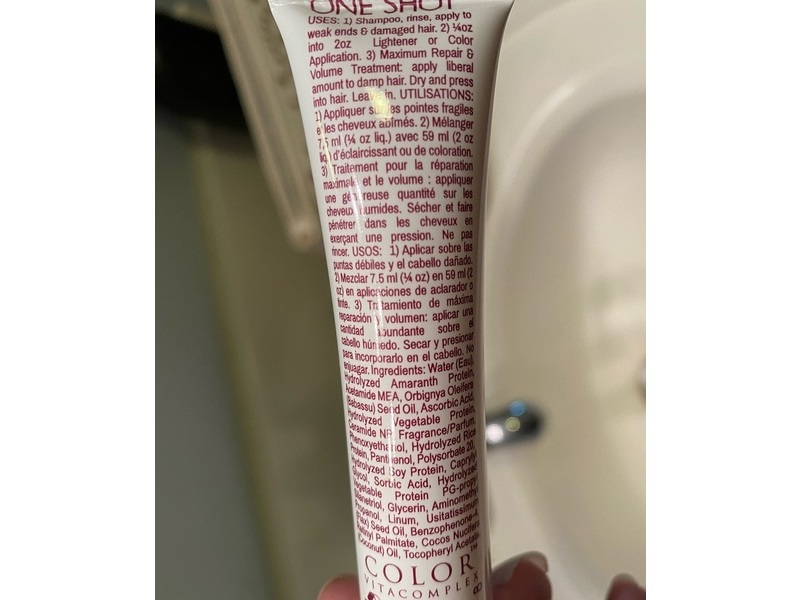 ONE SHOT
USES: 1) Shampoo, rinse, apply to
weak ends & damaged hair. 2) ¼oz
into 2oz Lightener or Color
Application. 3) Maximum Repair &
Volume Treatment: apply liberal
amount to damp hair. Dry and press
into hair. Leave in. UTILISATIONS:
1) Appliquer sur les pointes fragiles
et les cheveux abîmés. 2) Mélanger
7,5 ml (¼ oz liq.) avec 59 ml (2 oz
liq.) d'éclaircissant ou de coloration.
3) Traitement pour la réparation
maximale et le volume : appliquer
une généreuse quantité sur les
cheveux humides. Sécher et faire
pénétrer dans les cheveux en
exerçant une pression. Ne pas
rincer. USOS: 1) Aplicar sobre las
puntas débiles y el cabello dañado.
2) Mezclar 7.5 ml (¼ oz) en 59 ml (2
oz) en aplicaciones de aclarador o
tinte. 3) Tratamiento de máxima
reparación y volumen: aplicar una
cantidad abundante sobre el
cabello húmedo. Secar y presionar
para incorporarlo en el cabello. No
enjuagar. Ingredients: Water (Eau),
Hydrolyzed Amaranth Protein,
Acetamide MEA, Orbignya Oleifera
(Babassu) Seed Oil, Ascorbic Acid,
Hydrolyzed Vegetable Protein,
Ceramide NP, Fragrance/Parfum,
Phenoxyethanol, Hydrolyzed Rice
Protein, Panthenol, Polysorbate 20,
Hydrolyzed Soy Protein, Caprylyl
Glycol, Sorbic Acid, Hydrolyzed
Vegetable Protein PG-propyl
Silanetriol, Glycerin, Aminomethyl
Propanol, Linum, Usitatissimum
(Flax) Seed Oil, Benzophenone-4,
Retinyl Palmitate, Cocos Nucifera
(Coconut) Oil, Tocopheryl Acetate.
COLOR™
VITACOMPLEX